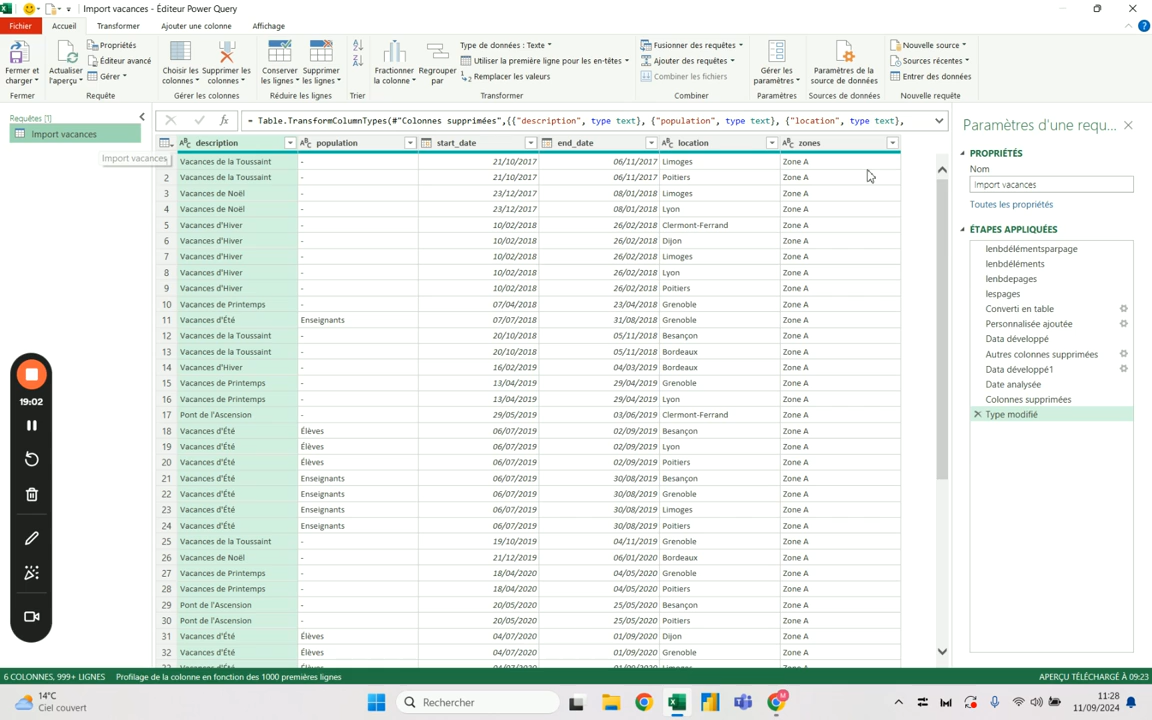 Import vacances - Éditeur Power Query
Fichier Accueil Transformer Ajouter une colonne Affichage
Fermer et charger Actualiser l'aperçu Propriétés Éditeur avancé Gérer Choisir les colonnes Supprimer les colonnes Conserver les lignes Supprimer les lignes Fractionner la colonne Regrouper par Type de données : Texte Utiliser la première ligne pour les en-têtes Remplacer les valeurs Fusionner des requêtes Ajouter des requêtes Combiner les fichiers Gérer les paramètres Paramètres de la source de données Nouvelle source Sources récentes Entrer des données
Fermer Requête Gérer les colonnes Réduire les lignes Trier Transformer Combiner Paramètres Sources de données Nouvelle requête
Requêtes [1]
Import vacances
Import vacances
= Table.TransformColumnTypes(#"Colonnes supprimées",{{"description", type text}, {"population", type text}, {"location", type text},
description population start_date end_date location zones
Vacances de la Toussaint - 21/10/2017 06/11/2017 Limoges Zone A
2 Vacances de la Toussaint - 21/10/2017 06/11/2017 Poitiers Zone A
3 Vacances de Noël - 23/12/2017 08/01/2018 Limoges Zone A
4 Vacances de Noël - 23/12/2017 08/01/2018 Lyon Zone A
5 Vacances d'Hiver - 10/02/2018 26/02/2018 Clermont-Ferrand Zone A
6 Vacances d'Hiver - 10/02/2018 26/02/2018 Dijon Zone A
7 Vacances d'Hiver - 10/02/2018 26/02/2018 Limoges Zone A
8 Vacances d'Hiver - 10/02/2018 26/02/2018 Lyon Zone A
9 Vacances d'Hiver - 10/02/2018 26/02/2018 Poitiers Zone A
10 Vacances de Printemps - 07/04/2018 23/04/2018 Grenoble Zone A
11 Vacances d'Été Enseignants 07/07/2018 31/08/2018 Grenoble Zone A
12 Vacances de la Toussaint - 20/10/2018 05/11/2018 Besançon Zone A
13 Vacances de la Toussaint - 20/10/2018 05/11/2018 Bordeaux Zone A
14 Vacances d'Hiver - 16/02/2019 04/03/2019 Bordeaux Zone A
15 Vacances de Printemps - 13/04/2019 29/04/2019 Grenoble Zone A
16 Vacances de Printemps - 13/04/2019 29/04/2019 Lyon Zone A
17 Pont de l'Ascension - 29/05/2019 03/06/2019 Clermont-Ferrand Zone A
18 Vacances d'Été Élèves 06/07/2019 02/09/2019 Besançon Zone A
19 Vacances d'Été Élèves 06/07/2019 02/09/2019 Lyon Zone A
20 Vacances d'Été Élèves 06/07/2019 02/09/2019 Poitiers Zone A
21 Vacances d'Été Enseignants 06/07/2019 30/08/2019 Besançon Zone A
22 Vacances d'Été Enseignants 06/07/2019 30/08/2019 Grenoble Zone A
23 Vacances d'Été Enseignants 06/07/2019 30/08/2019 Limoges Zone A
24 Vacances d'Été Enseignants 06/07/2019 30/08/2019 Poitiers Zone A
25 Vacances de la Toussaint - 19/10/2019 04/11/2019 Grenoble Zone A
26 Vacances de Noël - 21/12/2019 06/01/2020 Bordeaux Zone A
27 Vacances de Printemps - 18/04/2020 04/05/2020 Grenoble Zone A
28 Vacances de Printemps - 18/04/2020 04/05/2020 Poitiers Zone A
29 Pont de l'Ascension - 20/05/2020 25/05/2020 Besançon Zone A
30 Pont de l'Ascension - 20/05/2020 25/05/2020 Poitiers Zone A
31 Vacances d'Été Élèves 04/07/2020 01/09/2020 Dijon Zone A
32 Vacances d'Été Élèves 04/07/2020 01/09/2020 Grenoble Zone A
Paramètres d'une requ...
PROPRIÉTÉS
Nom
Import vacances
Toutes les propriétés
ÉTAPES APPLIQUÉES
lenbdélémentsparpage
lenbdéléments
lenbdepages
lespages
Converti en table
Personnalisée ajoutée
Data développé
Autres colonnes supprimées
Data développé1
Date analysée
Colonnes supprimées
Type modifié
19:02
6 COLONNES, 999+ LIGNES Profilage de la colonne en fonction des 1000 premières lignes APERÇU TÉLÉCHARGÉ À 09:23
14°C
Ciel couvert
Rechercher
11:28
11/09/2024